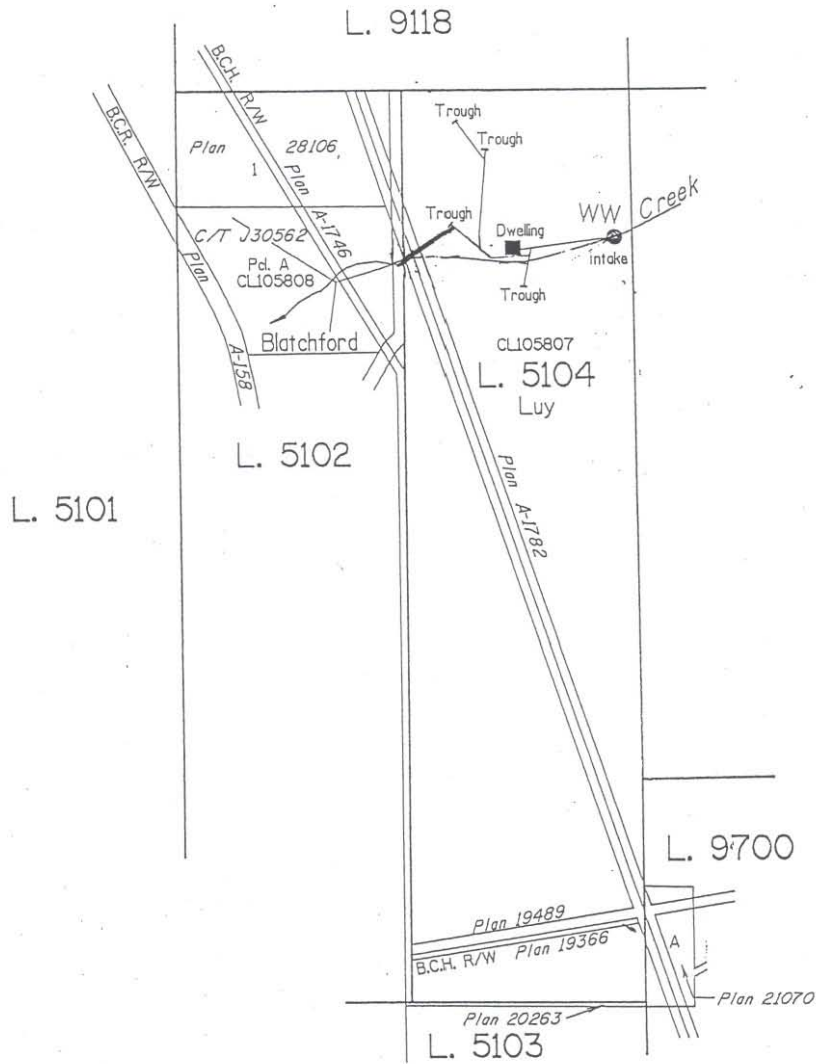 L. 9118
B.C.H. R/W
B.C.R. R/W
Plan 28106,
1
Plan A-1746
Trough
Trough
Trough
Dwelling
WW
Creek
intake
C/T J30562
Pcl. A
CL105808
Trough
Plan A-158
Blatchford
CL105807
L. 5104
Luy
L. 5102
L. 5101
Plan A-1782
L. 9700
Plan 19489
Plan 19366
B.C.H. R/W
A
Plan 21070
Plan 20263
L. 5103